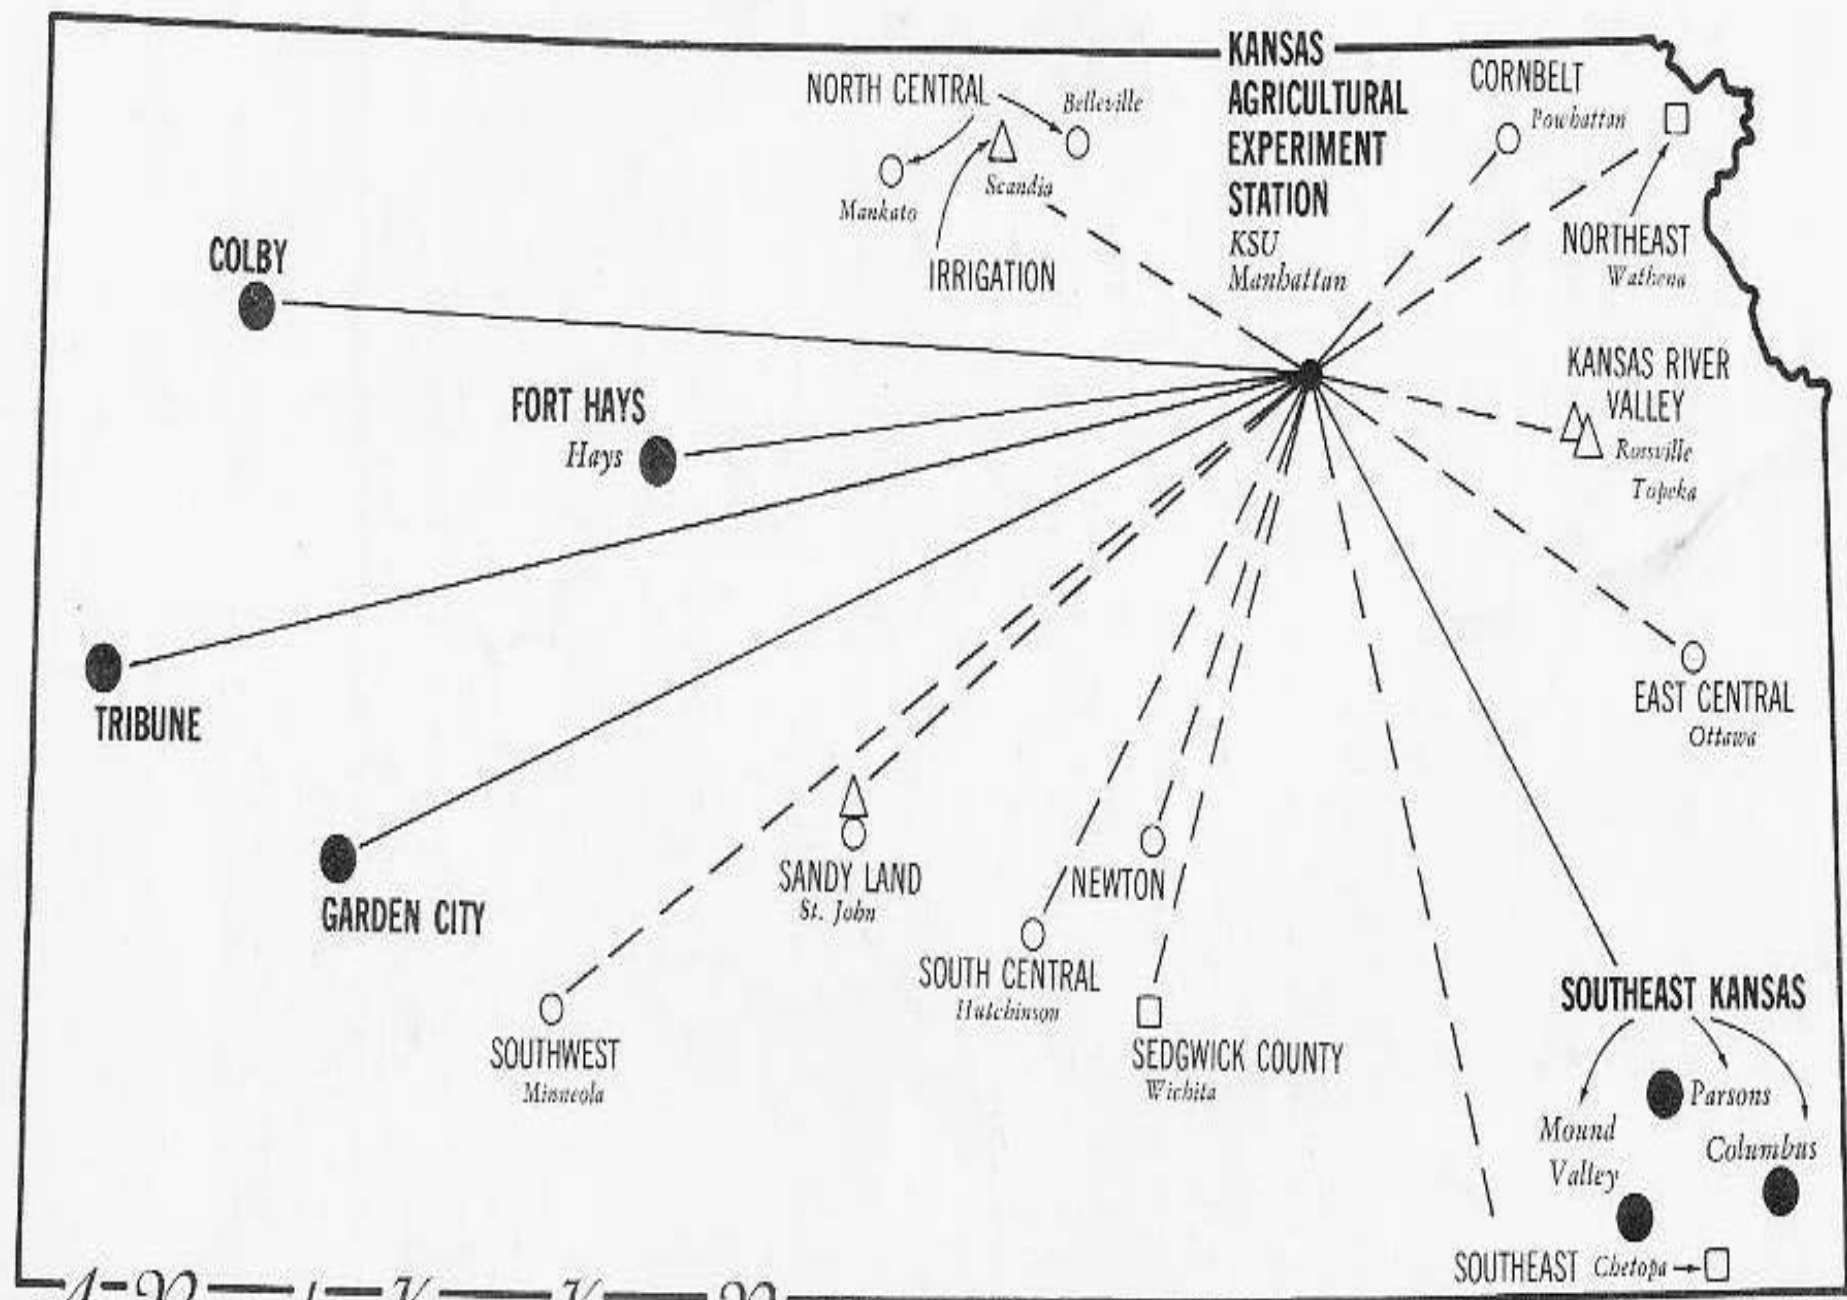 KANSAS
AGRICULTURAL
EXPERIMENT
STATION
KSU
Manhattan
NORTH CENTRAL
Belleville
Mankato
Scandia
IRRIGATION
CORNBELT
Powhattan
NORTHEAST
Wathena
COLBY
FORT HAYS
Hays
KANSAS RIVER
VALLEY
Rossville
Topeka
TRIBUNE
EAST CENTRAL
Ottawa
GARDEN CITY
SANDY LAND
St. John
NEWTON
SOUTH CENTRAL
Hutchinson
SOUTHWEST
Minneola
SEDGWICK COUNTY
Wichita
SOUTHEAST KANSAS
Parsons
Mound
Valley
Columbus
SOUTHEAST Chetopa